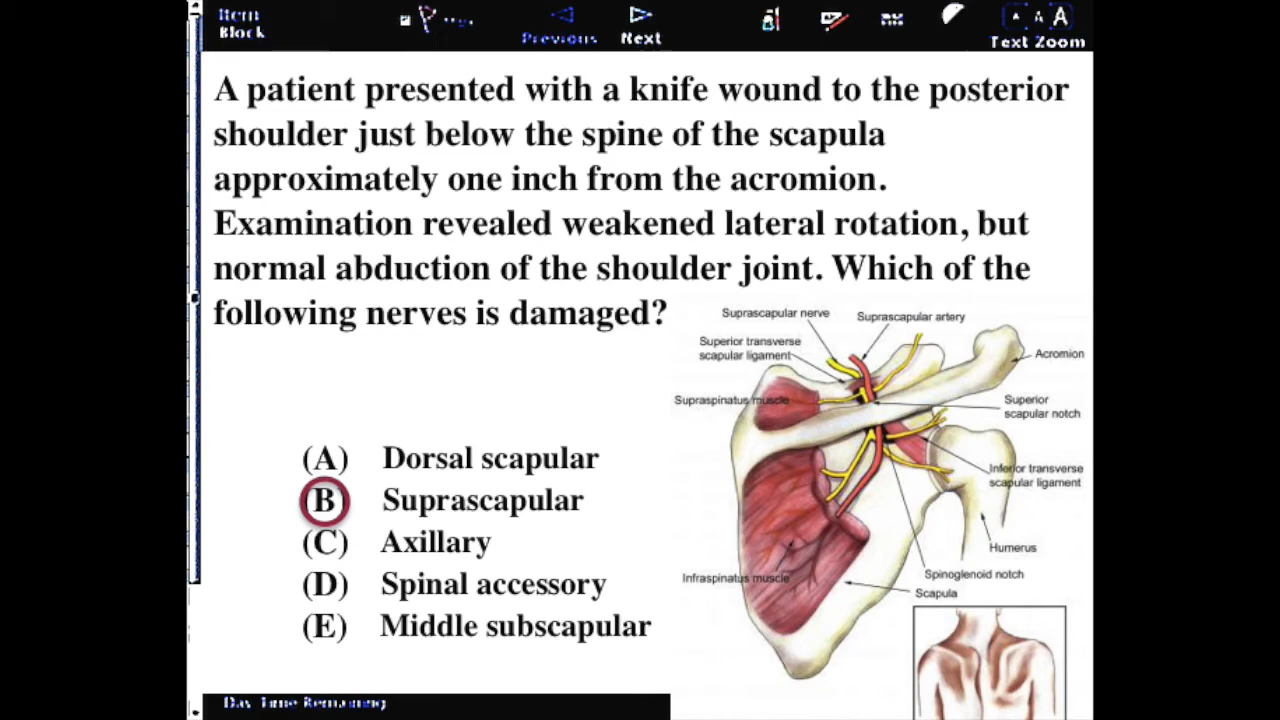 Item
Block
Previous
Next
Text Zoom
A patient presented with a knife wound to the posterior
shoulder just below the spine of the scapula
approximately one inch from the acromion.
Examination revealed weakened lateral rotation, but
normal abduction of the shoulder joint. Which of the
following nerves is damaged?
Suprascapular nerve
Suprascapular artery
Superior transverse
scapular ligament
Acromion
Supraspinatus muscle
Superior
scapular notch
(A) Dorsal scapular
Inferior transverse
scapular ligament
(B) Suprascapular
(C) Axillary
Humerus
(D) Spinal accessory
Infraspinatus muscle
Spinoglenoid notch
Scapula
(E) Middle subscapular
Time Remaining